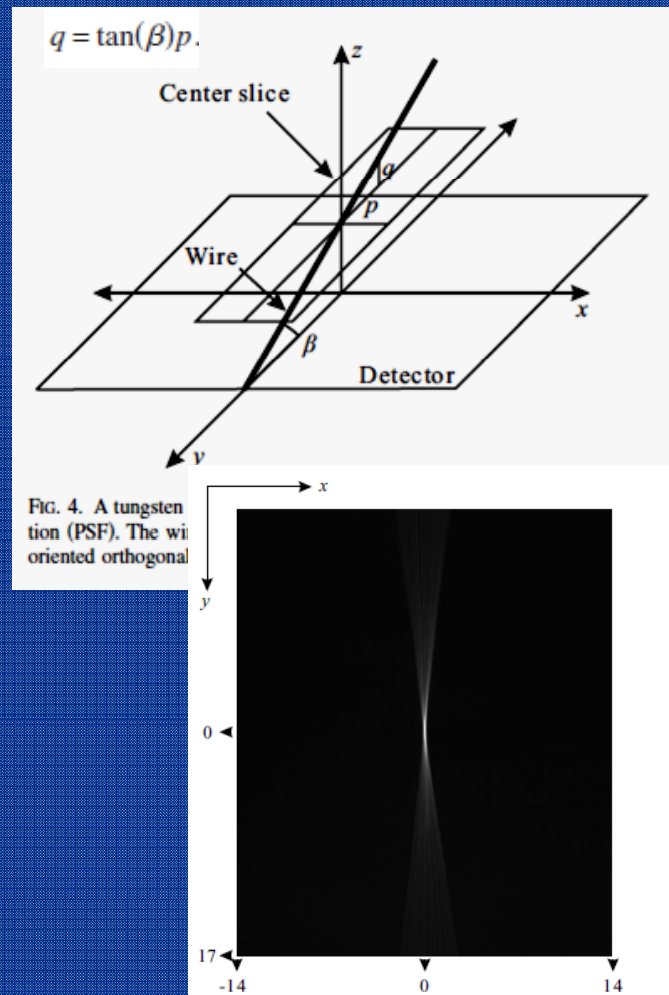 q = tan(β)p.
z
Center slice
q
p
Wire
x
β
Detector
y
FIG. 4. A tungsten
tion (PSF). The wi
oriented orthogonal
x
y
0
17
-14 0 14